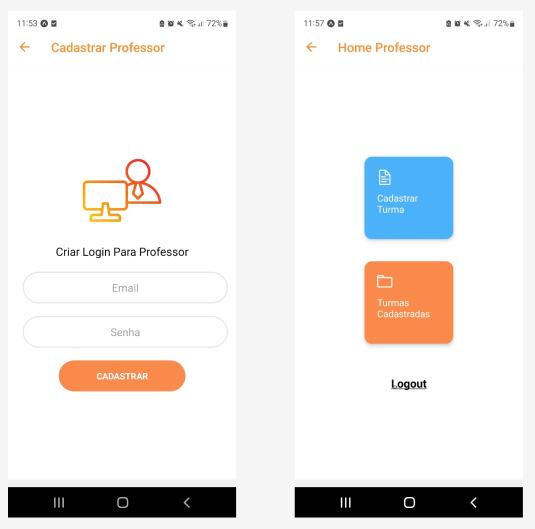 11:53
72%
Cadastrar Professor
Criar Login Para Professor
Email
Senha
CADASTRAR
11:57
72%
Home Professor
Cadastrar
Turma
Turmas
Cadastradas
Logout